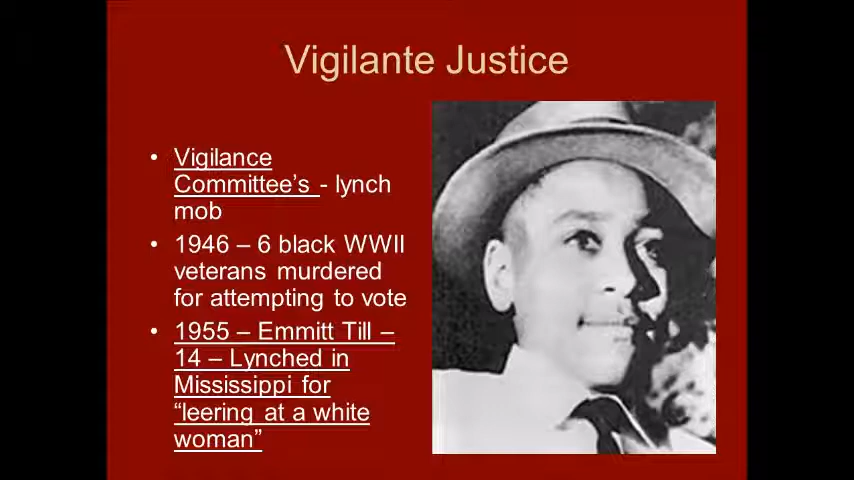 Vigilante Justice
• Vigilance
Committee's - lynch
mob
• 1946 – 6 black WWII
veterans murdered
for attempting to vote
• 1955 – Emmitt Till –
14 – Lynched in
Mississippi for
“leering at a white
woman”